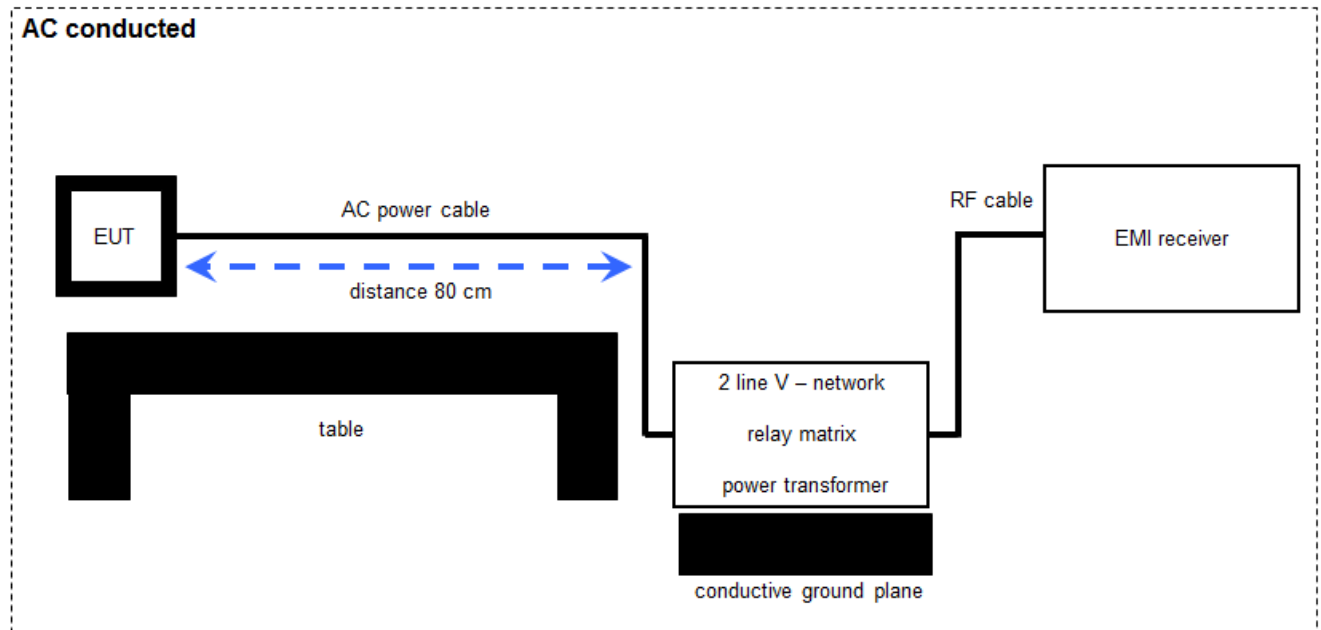 AC conducted
EUT
AC power cable
distance 80 cm
RF cable
EMI receiver
table
2 line V – network
relay matrix
power transformer
conductive ground plane